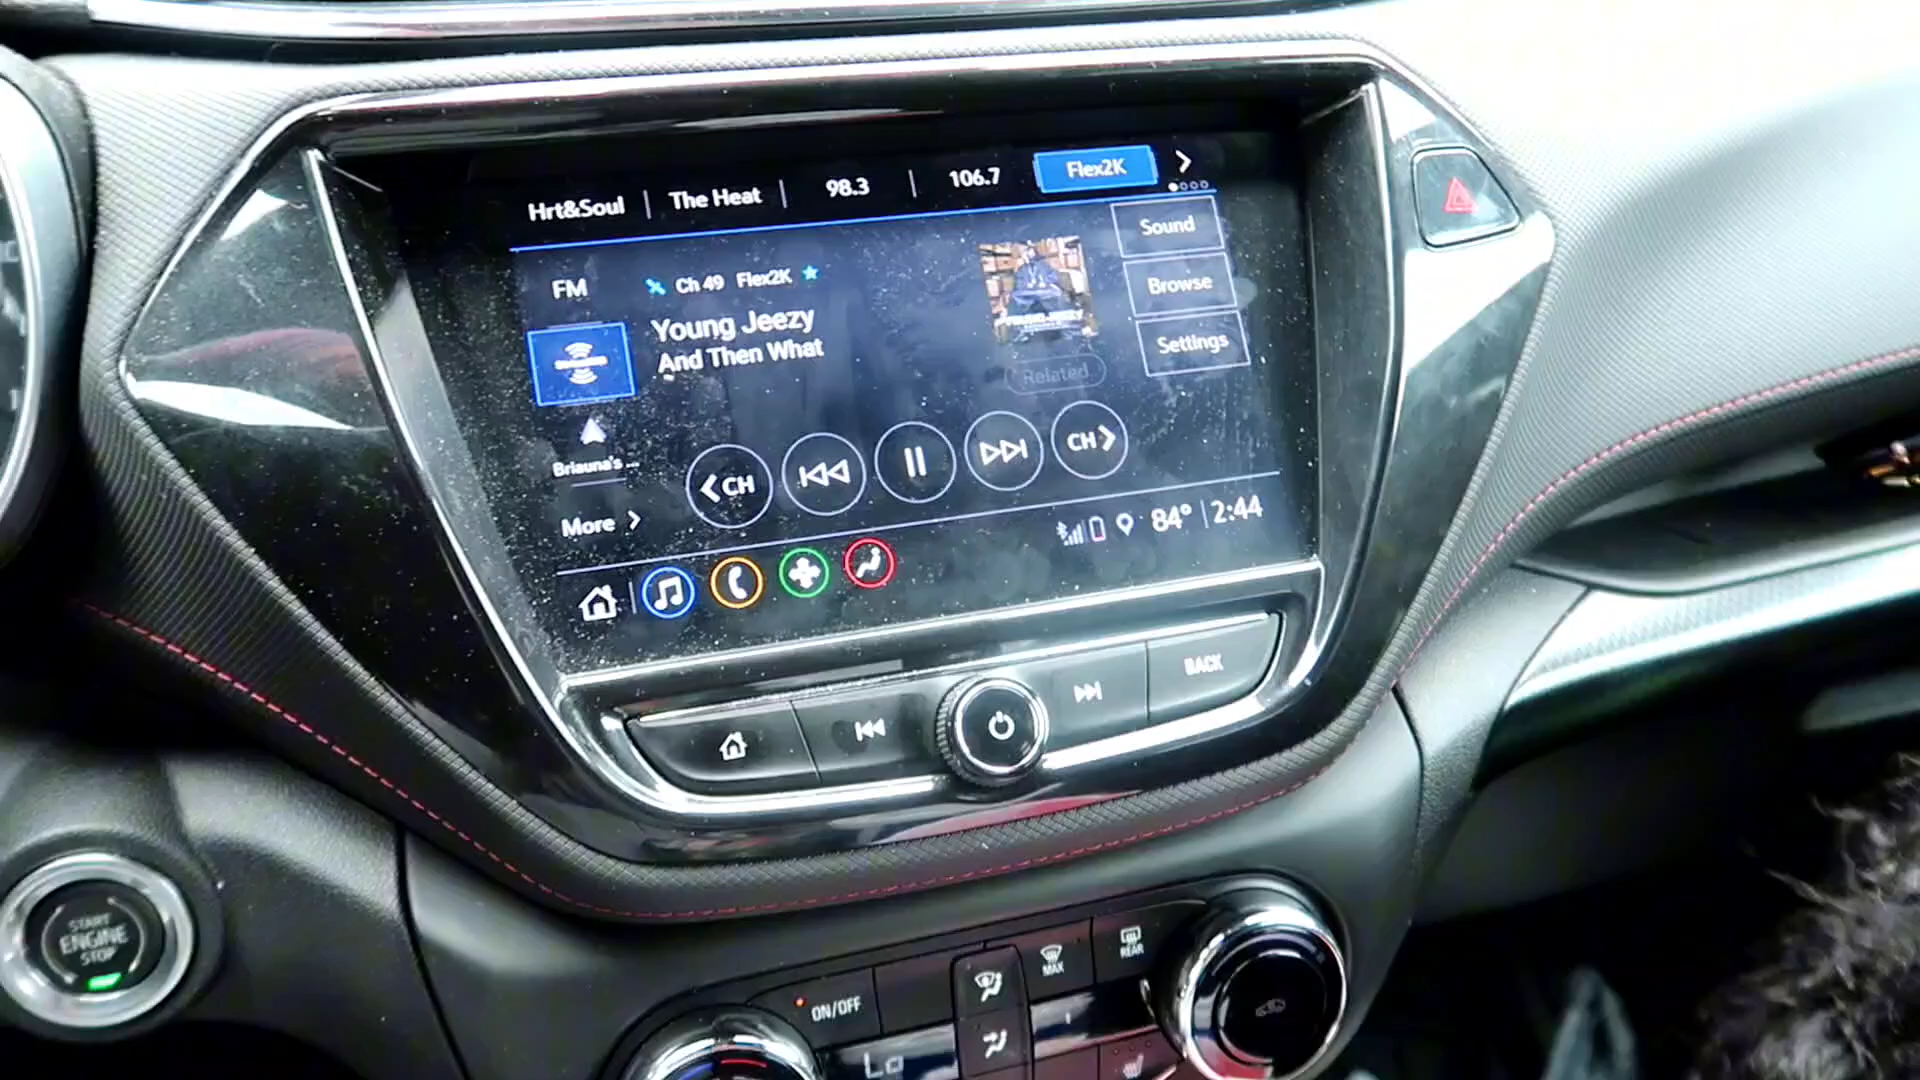 Hrt&Soul | The Heat | 98.3 | 106.7 Flex2K
FM
Ch 49 Flex2K
Young Jeezy
And Then What
Sound
Browse
Settings
Related
Briauna's ...
More
CH
CH
84° | 2:44
BACK
START
ENGINE
STOP
ON/OFF
MAX
REAR
Lo